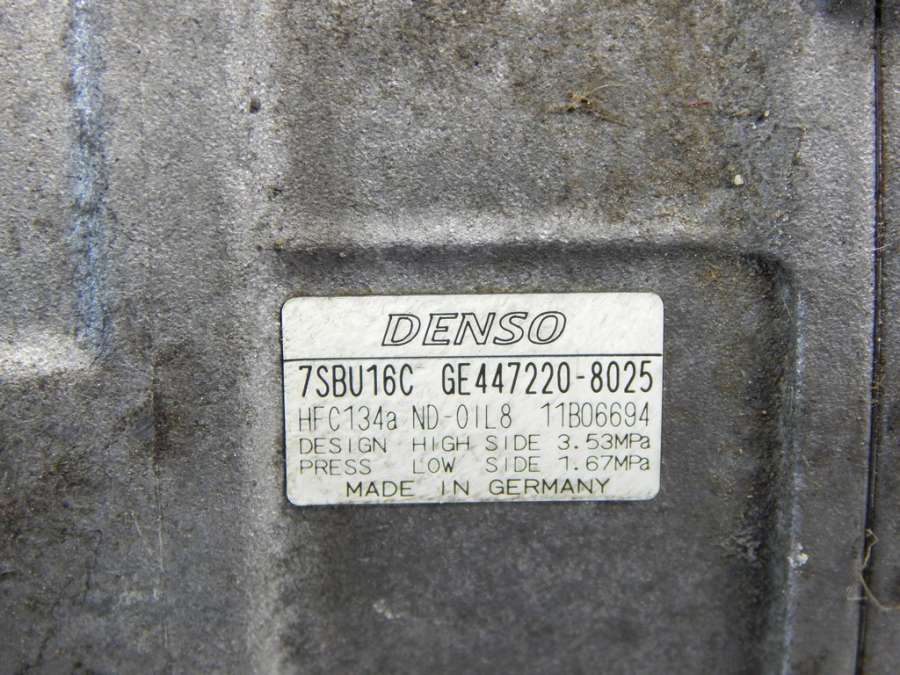 DENSO
7SBU16C GE447220-8025
HFC134a ND-OIL8 11B06694
DESIGN HIGH SIDE 3.53MPa
PRESS LOW SIDE 1.67MPa
MADE IN GERMANY